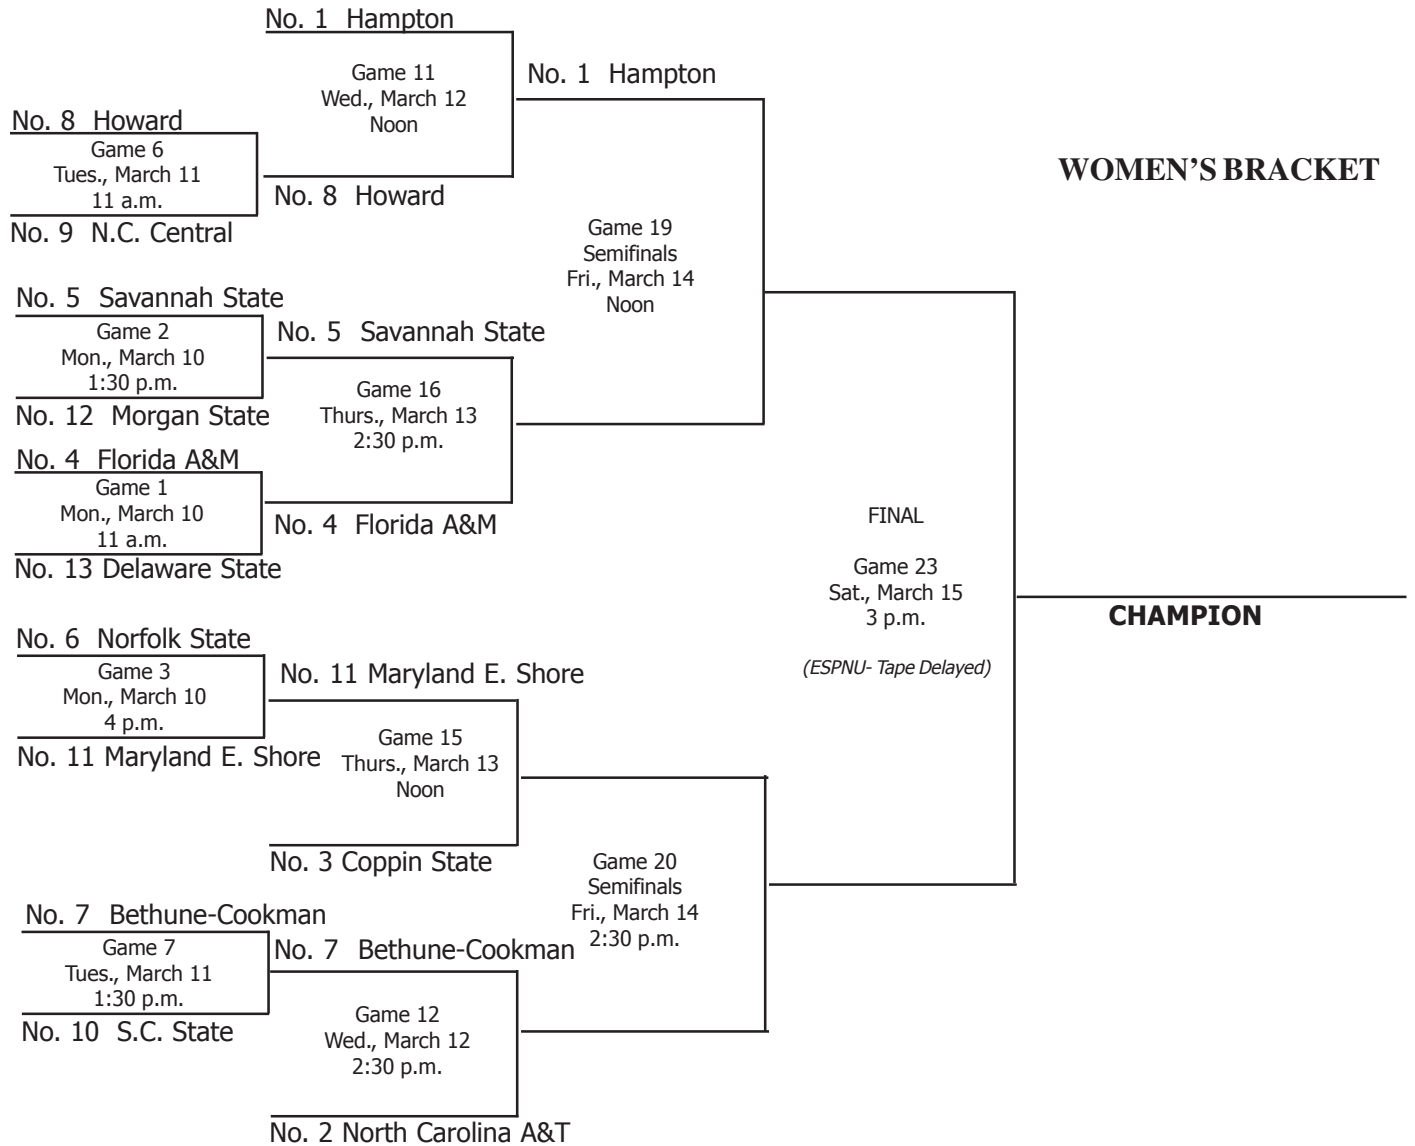 No. 1 Hampton
Game 11
Wed., March 12
Noon
No. 1 Hampton
No. 8 Howard
Game 6
Tues., March 11
11 a.m.
No. 9 N.C. Central
No. 8 Howard
WOMEN'S BRACKET
Game 19
Semifinals
Fri., March 14
Noon
No. 5 Savannah State
Game 2
Mon., March 10
1:30 p.m.
No. 12 Morgan State
No. 5 Savannah State
Game 16
Thurs., March 13
2:30 p.m.
No. 4 Florida A&M
Game 1
Mon., March 10
11 a.m.
No. 13 Delaware State
No. 4 Florida A&M
FINAL
Game 23
Sat., March 15
3 p.m.
(ESPNU- Tape Delayed)
CHAMPION
No. 6 Norfolk State
Game 3
Mon., March 10
4 p.m.
No. 11 Maryland E. Shore
No. 11 Maryland E. Shore
Game 15
Thurs., March 13
Noon
No. 3 Coppin State
Game 20
Semifinals
Fri., March 14
2:30 p.m.
No. 7 Bethune-Cookman
Game 7
Tues., March 11
1:30 p.m.
No. 10 S.C. State
No. 7 Bethune-Cookman
Game 12
Wed., March 12
2:30 p.m.
No. 2 North Carolina A&T